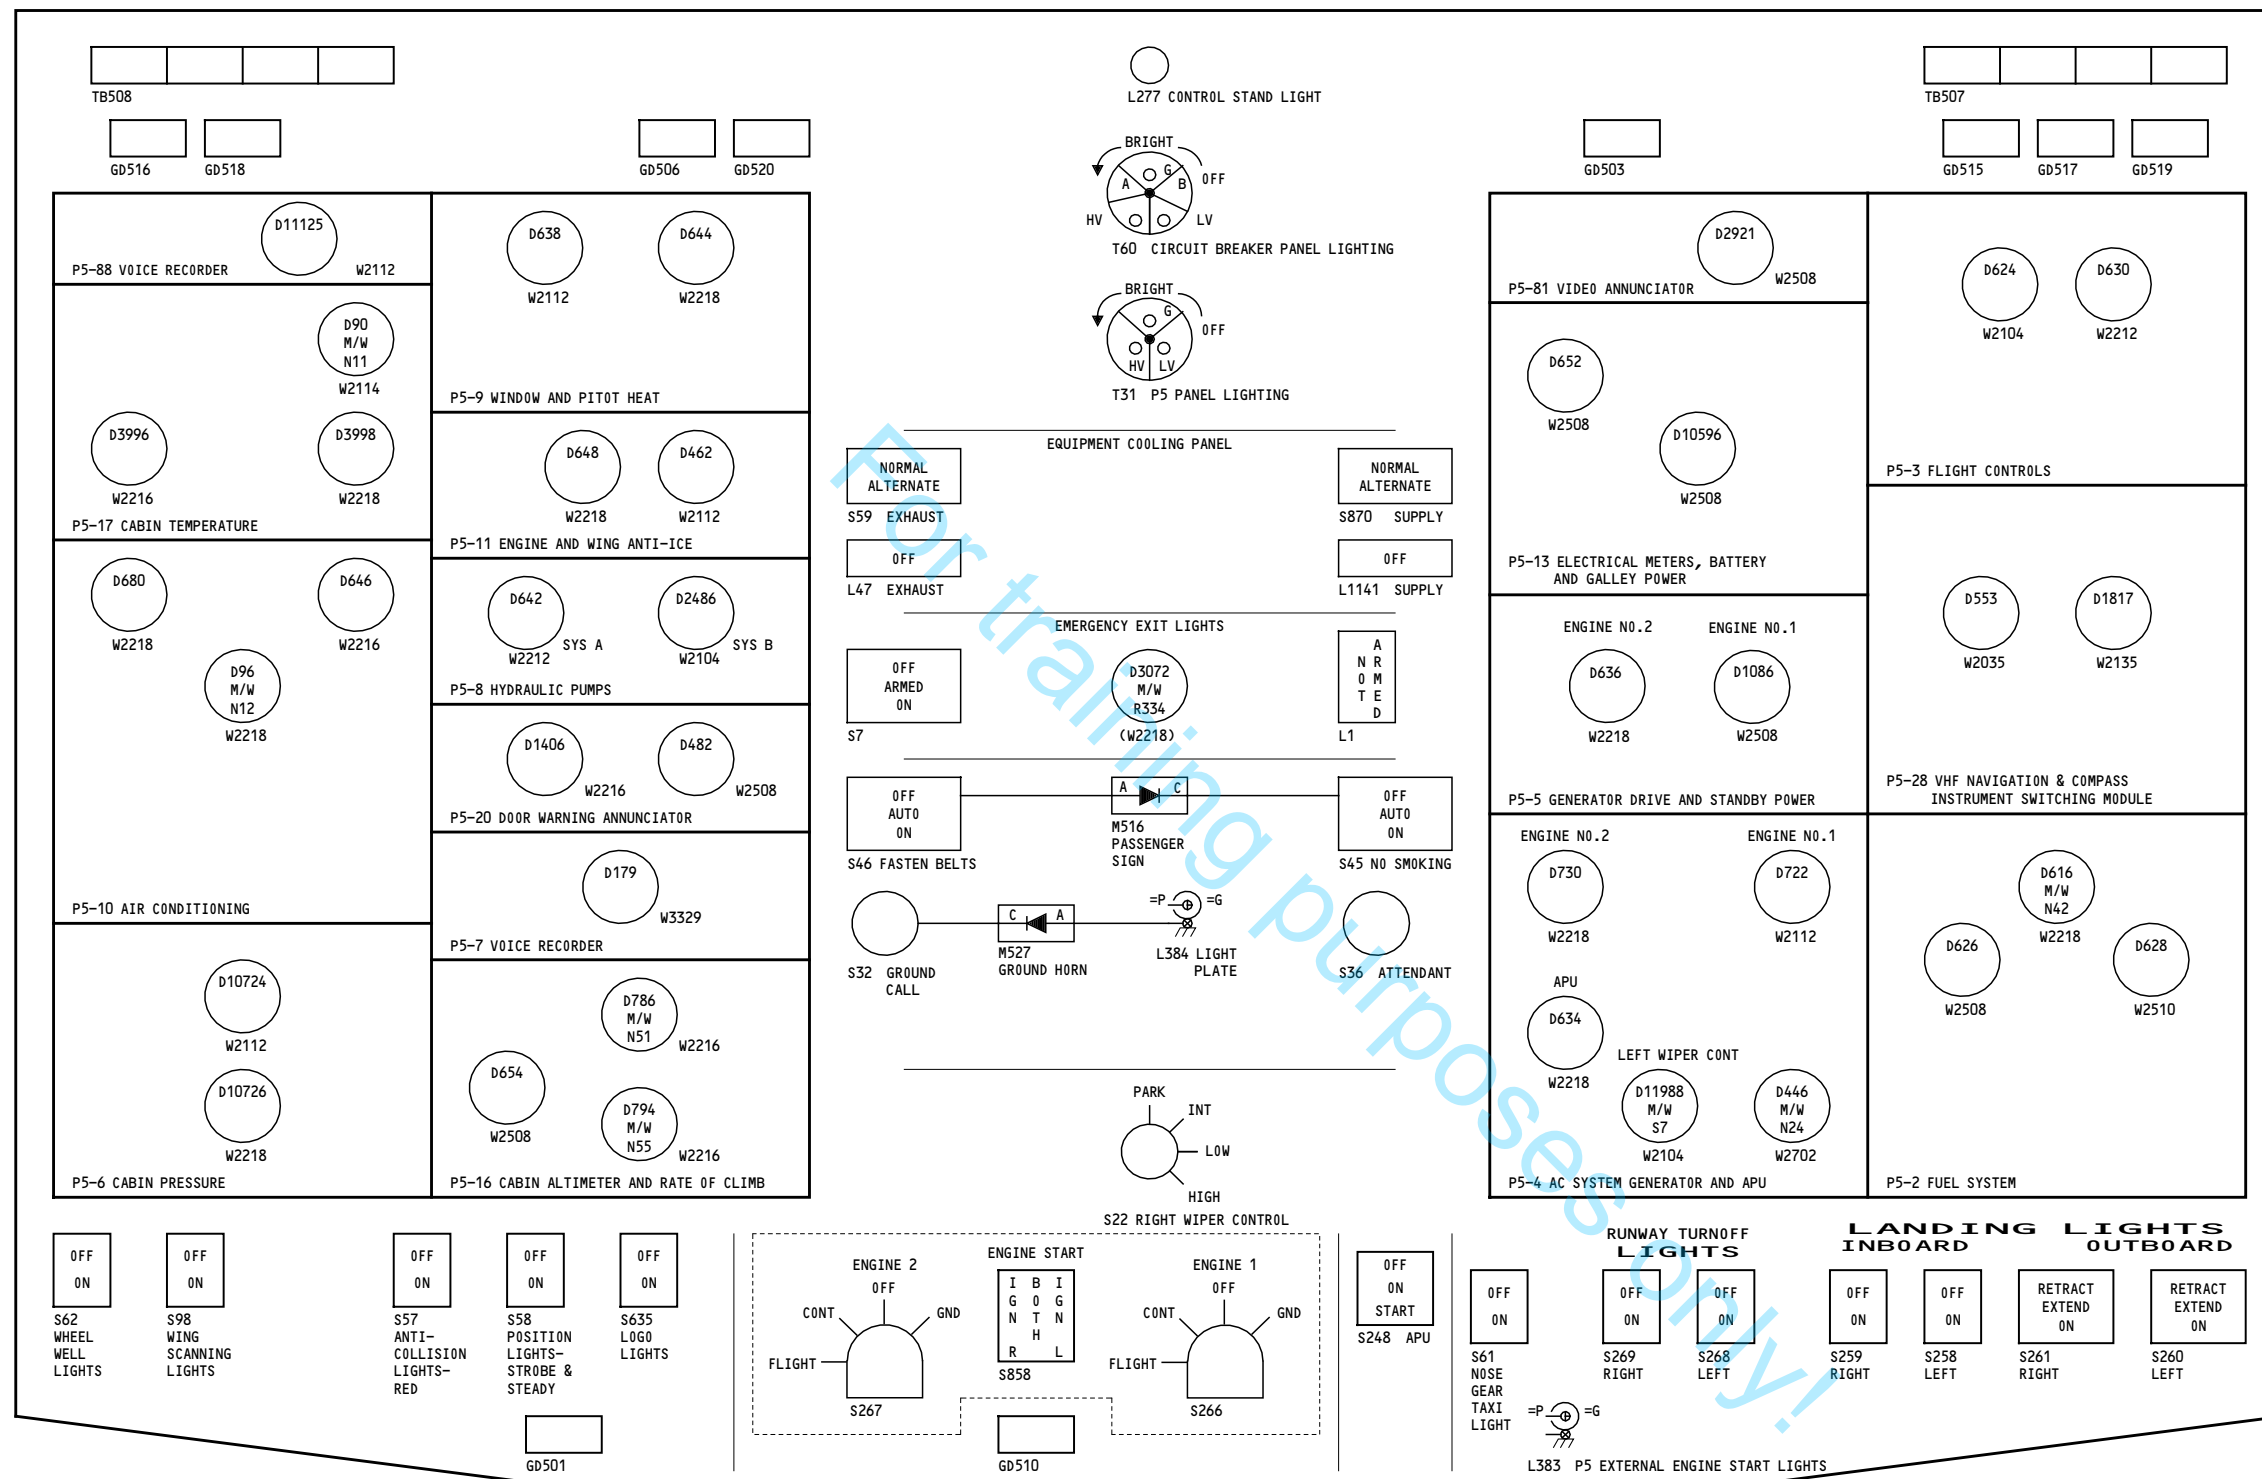 TB508
GD516
GD518
GD506
GD520
L277 CONTROL STAND LIGHT
BRIGHT
OFF
A
G
B
HV
LV
T60 CIRCUIT BREAKER PANEL LIGHTING
BRIGHT
OFF
G
HV
LV
T31 P5 PANEL LIGHTING
TB507
GD503
GD515
GD517
GD519
D11125
P5-88 VOICE RECORDER
W2112
D90
M/W
N11
W2114
D3996
W2216
D3998
W2218
P5-17 CABIN TEMPERATURE
D680
W2218
D646
W2216
D96
M/W
N12
W2218
P5-10 AIR CONDITIONING
D10724
W2112
D10726
W2218
P5-6 CABIN PRESSURE
D638
W2112
D644
W2218
P5-9 WINDOW AND PITOT HEAT
D648
W2218
D462
W2112
P5-11 ENGINE AND WING ANTI-ICE
D642
W2212
SYS A
D2486
W2104
SYS B
P5-8 HYDRAULIC PUMPS
D1406
W2216
D482
W2508
P5-20 DOOR WARNING ANNUNCIATOR
D179
W3329
P5-7 VOICE RECORDER
D786
M/W
N51
W2216
D654
W2508
D794
M/W
N55
W2216
P5-16 CABIN ALTIMETER AND RATE OF CLIMB
EQUIPMENT COOLING PANEL
NORMAL
ALTERNATE
S59 EXHAUST
NORMAL
ALTERNATE
S870 SUPPLY
OFF
L47 EXHAUST
OFF
L1141 SUPPLY
EMERGENCY EXIT LIGHTS
OFF
ARMED
ON
S7
D3072
M/W
R334
(W2218)
NOT
ARMED
L1
OFF
AUTO
ON
S46 FASTEN BELTS
A
C
M516
PASSENGER
SIGN
OFF
AUTO
ON
S45 NO SMOKING
S32 GROUND
CALL
C
A
M527
GROUND HORN
=P
=G
L384 LIGHT
PLATE
S36 ATTENDANT
PARK
INT
LOW
HIGH
S22 RIGHT WIPER CONTROL
D2921
W2508
P5-81 VIDEO ANNUNCIATOR
D652
W2508
D10596
W2508
P5-13 ELECTRICAL METERS, BATTERY
AND GALLEY POWER
ENGINE NO.2
ENGINE NO.1
D636
W2218
D1086
W2508
P5-5 GENERATOR DRIVE AND STANDBY POWER
ENGINE NO.2
ENGINE NO.1
D730
W2218
D722
W2112
APU
D634
W2218
LEFT WIPER CONT
D11988
M/W
S7
W2104
D446
M/W
N24
W2702
P5-4 AC SYSTEM GENERATOR AND APU
D624
W2104
D630
W2212
P5-3 FLIGHT CONTROLS
D553
W2035
D1817
W2135
P5-28 VHF NAVIGATION & COMPASS
INSTRUMENT SWITCHING MODULE
D616
M/W
N42
W2218
D626
W2508
D628
W2510
P5-2 FUEL SYSTEM
OFF
ON
S62
WHEEL
WELL
LIGHTS
OFF
ON
S98
WING
SCANNING
LIGHTS
OFF
ON
S57
ANTI-
COLLISION
LIGHTS-
RED
OFF
ON
S58
POSITION
LIGHTS-
STROBE &
STEADY
OFF
ON
S635
LOGO
LIGHTS
GD501
ENGINE 2
OFF
CONT
GND
FLIGHT
S267
ENGINE START
IGN R
BOTH
IGN L
S858
ENGINE 1
OFF
CONT
GND
FLIGHT
S266
GD510
OFF
ON
START
S248 APU
OFF
ON
S61
NOSE
GEAR
TAXI
LIGHT
RUNWAY TURNOFF
LIGHTS
OFF
ON
S269
RIGHT
OFF
ON
S268
LEFT
LANDING LIGHTS
INBOARD
OUTBOARD
OFF
ON
S259
RIGHT
OFF
ON
S258
LEFT
RETRACT
EXTEND
ON
S261
RIGHT
RETRACT
EXTEND
ON
S260
LEFT
=P
=G
L383 P5 EXTERNAL ENGINE START LIGHTS
For training purposes only!